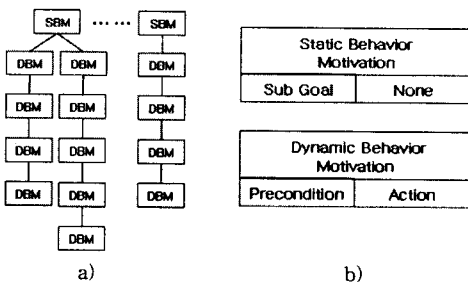 SBM ...... SBM
DBM DBM DBM
DBM DBM DBM
DBM DBM DBM
DBM DBM DBM
DBM
a)
Static Behavior
Motivation
Sub Goal None
Dynamic Behavior
Motivation
Precondition Action
b)